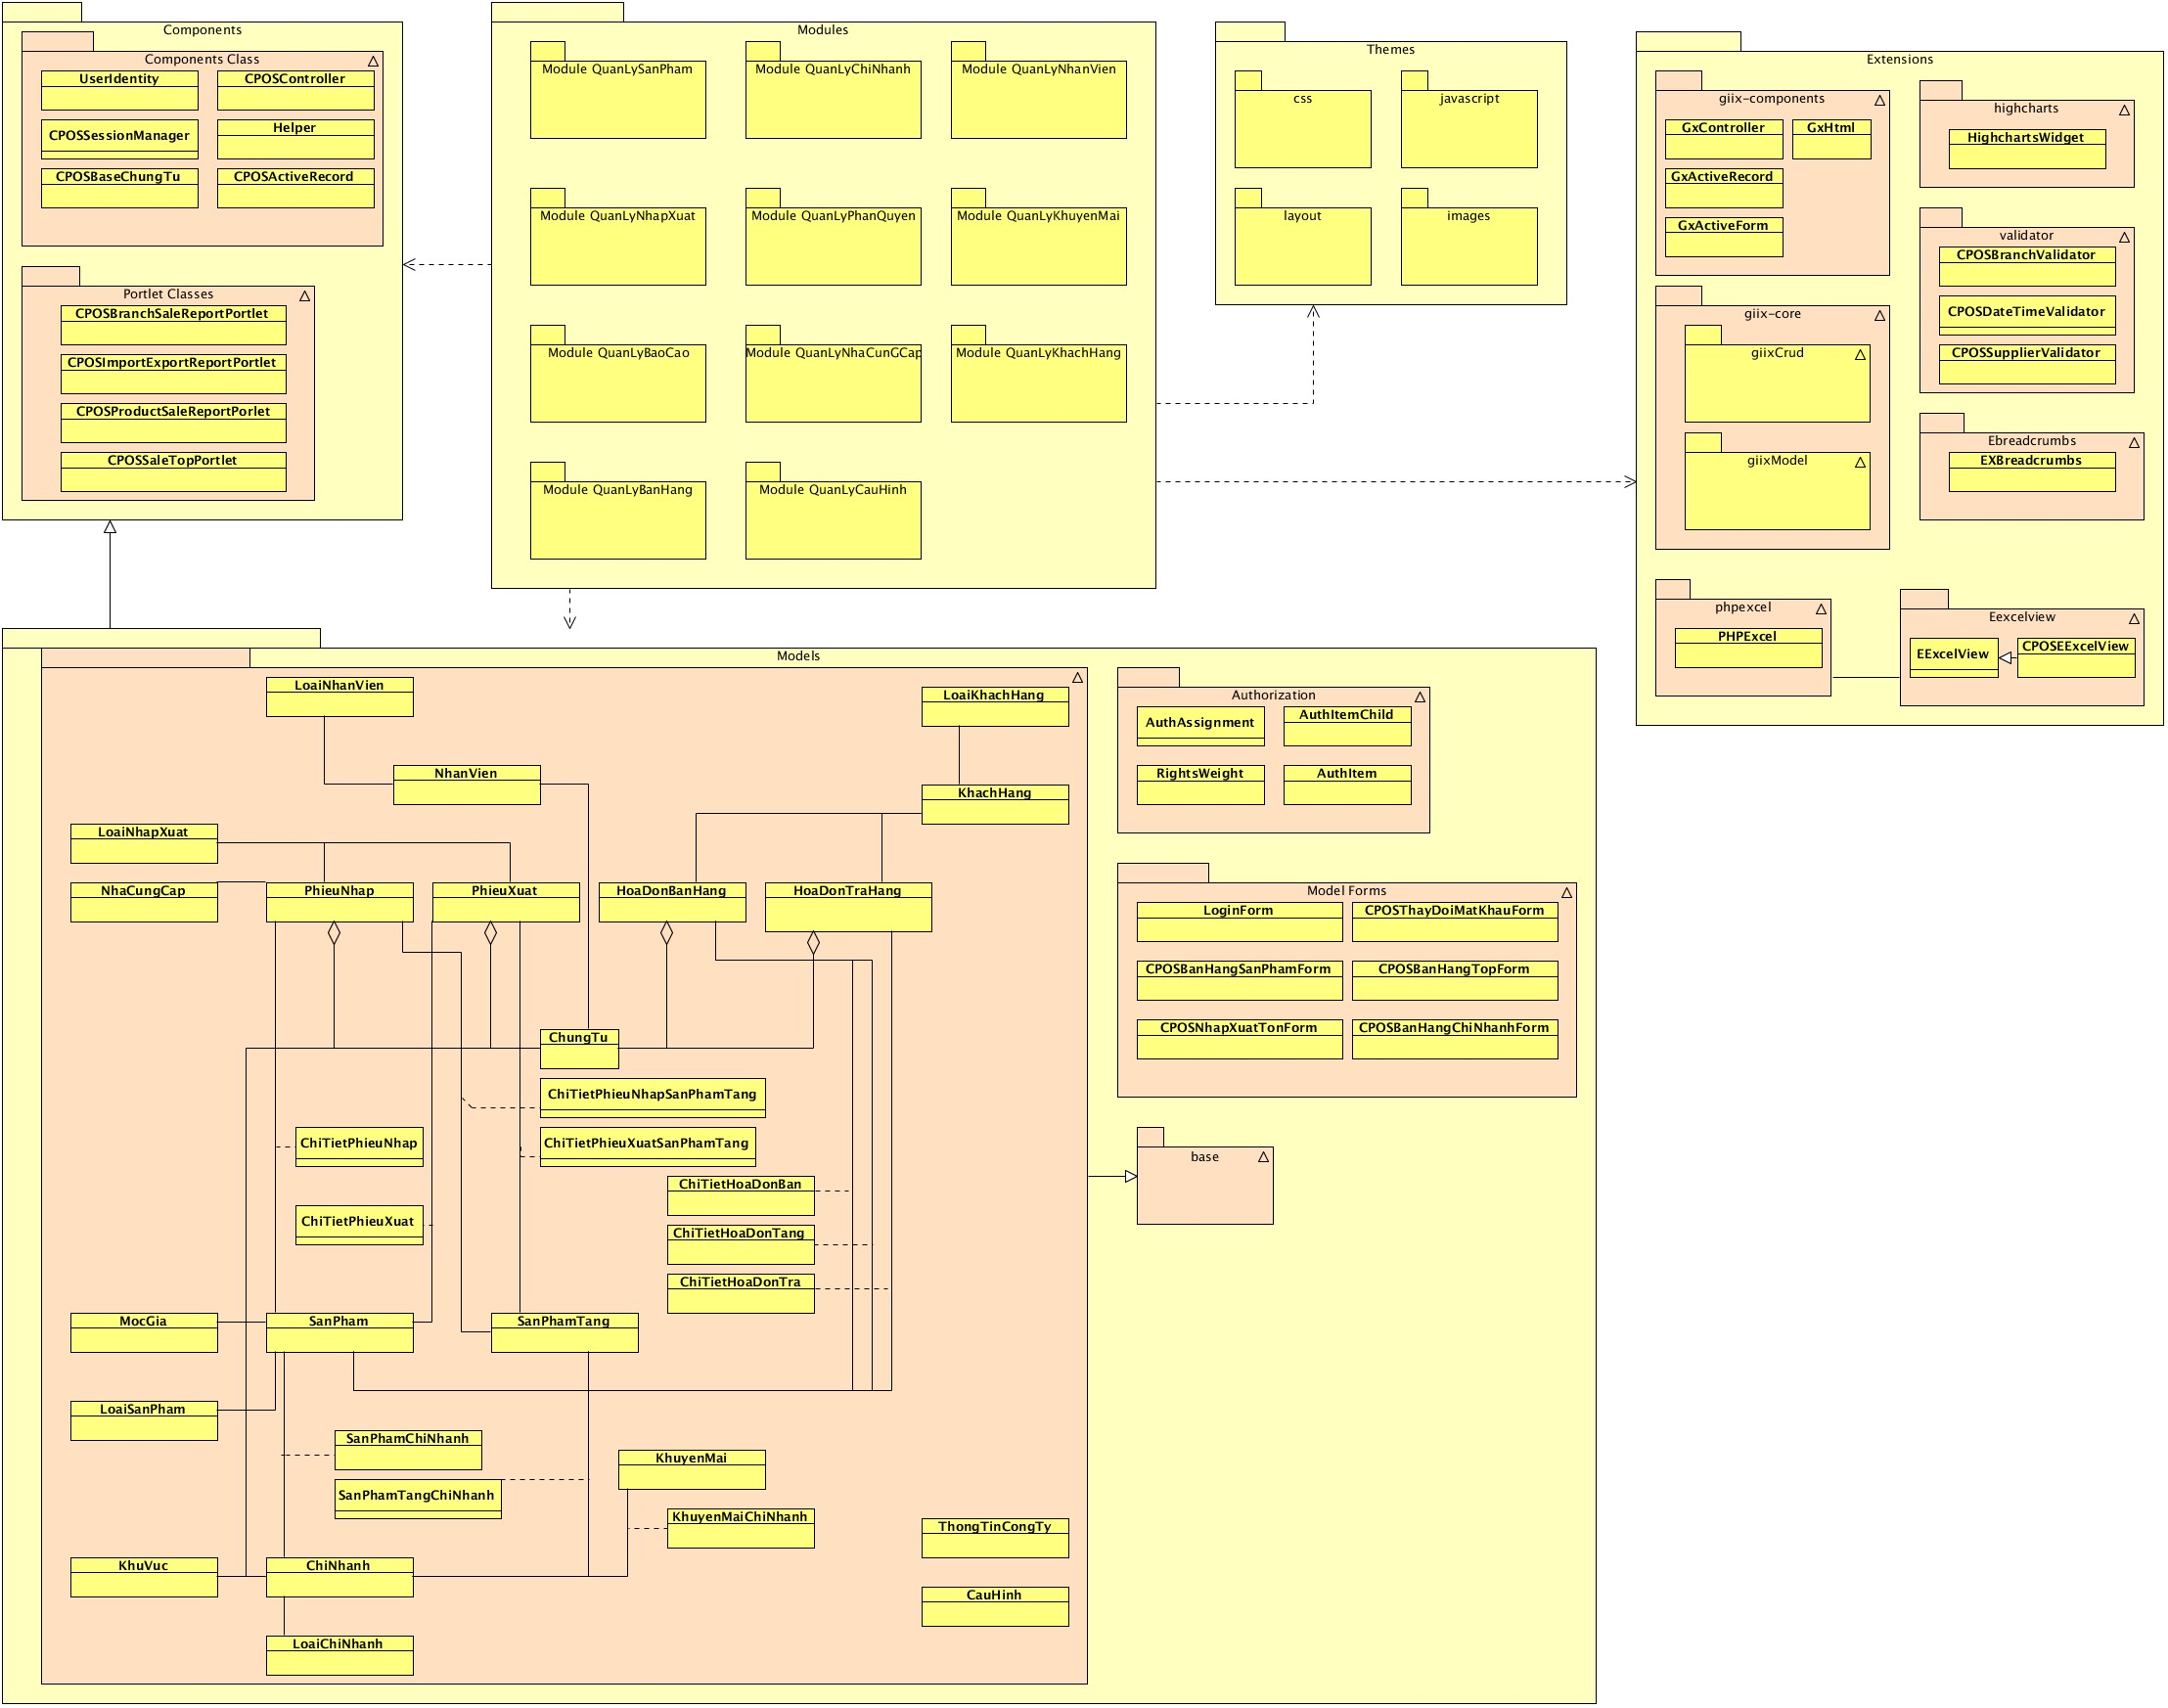 Components
Components Class
UserIdentity
CPOSController
CPOSSessionManager
Helper
CPOSBaseChungTu
CPOSActiveRecord
Portlet Classes
CPOSBranchSaleReportPortlet
CPOSImportExportReportPortlet
CPOSProductSaleReportPorlet
CPOSSaleTopPortlet
Modules
Module QuanLySanPham
Module QuanLyChiNhanh
Module QuanLyNhanVien
Module QuanLyNhapXuat
Module QuanLyPhanQuyen
Module QuanLyKhuyenMai
Module QuanLyBaoCao
Module QuanLyNhaCunGCap
Module QuanLyKhachHang
Module QuanLyBanHang
Module QuanLyCauHinh
Themes
css
javascript
layout
images
Extensions
giix-components
GxController
GxHtml
GxActiveRecord
GxActiveForm
highcharts
HighchartsWidget
validator
CPOSBranchValidator
CPOSDateTimeValidator
CPOSSupplierValidator
giix-core
giixCrud
giixModel
Ebreadcrumbs
EXBreadcrumbs
phpexcel
PHPExcel
Eexcelview
EExcelView
CPOSEExcelView
Models
LoaiNhanVien
LoaiKhachHang
NhanVien
KhachHang
LoaiNhapXuat
NhaCungCap
PhieuNhap
PhieuXuat
HoaDonBanHang
HoaDonTraHang
ChungTu
ChiTietPhieuNhapSanPhamTang
ChiTietPhieuNhap
ChiTietPhieuXuatSanPhamTang
ChiTietHoaDonBan
ChiTietPhieuXuat
ChiTietHoaDonTang
ChiTietHoaDonTra
MocGia
SanPham
SanPhamTang
LoaiSanPham
SanPhamChiNhanh
KhuyenMai
SanPhamTangChiNhanh
KhuyenMaiChiNhanh
ThongTinCongTy
KhuVuc
ChiNhanh
CauHinh
LoaiChiNhanh
Authorization
AuthAssignment
AuthItemChild
RightsWeight
AuthItem
Model Forms
LoginForm
CPOSThayDoiMatKhauForm
CPOSBanHangSanPhamForm
CPOSBanHangTopForm
CPOSNhapXuatTonForm
CPOSBanHangChiNhanhForm
base